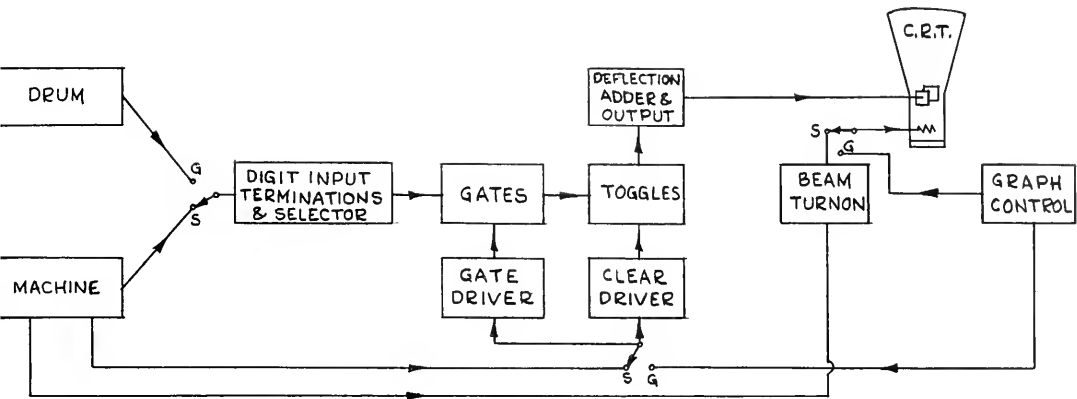 C.R.T.
DRUM
DEFLECTION
ADDER &
OUTPUT
S
G
G
S
DIGIT INPUT
TERMINATIONS
& SELECTOR
GATES
TOGGLES
BEAM
TURNON
GRAPH
CONTROL
MACHINE
GATE
DRIVER
CLEAR
DRIVER
S
G